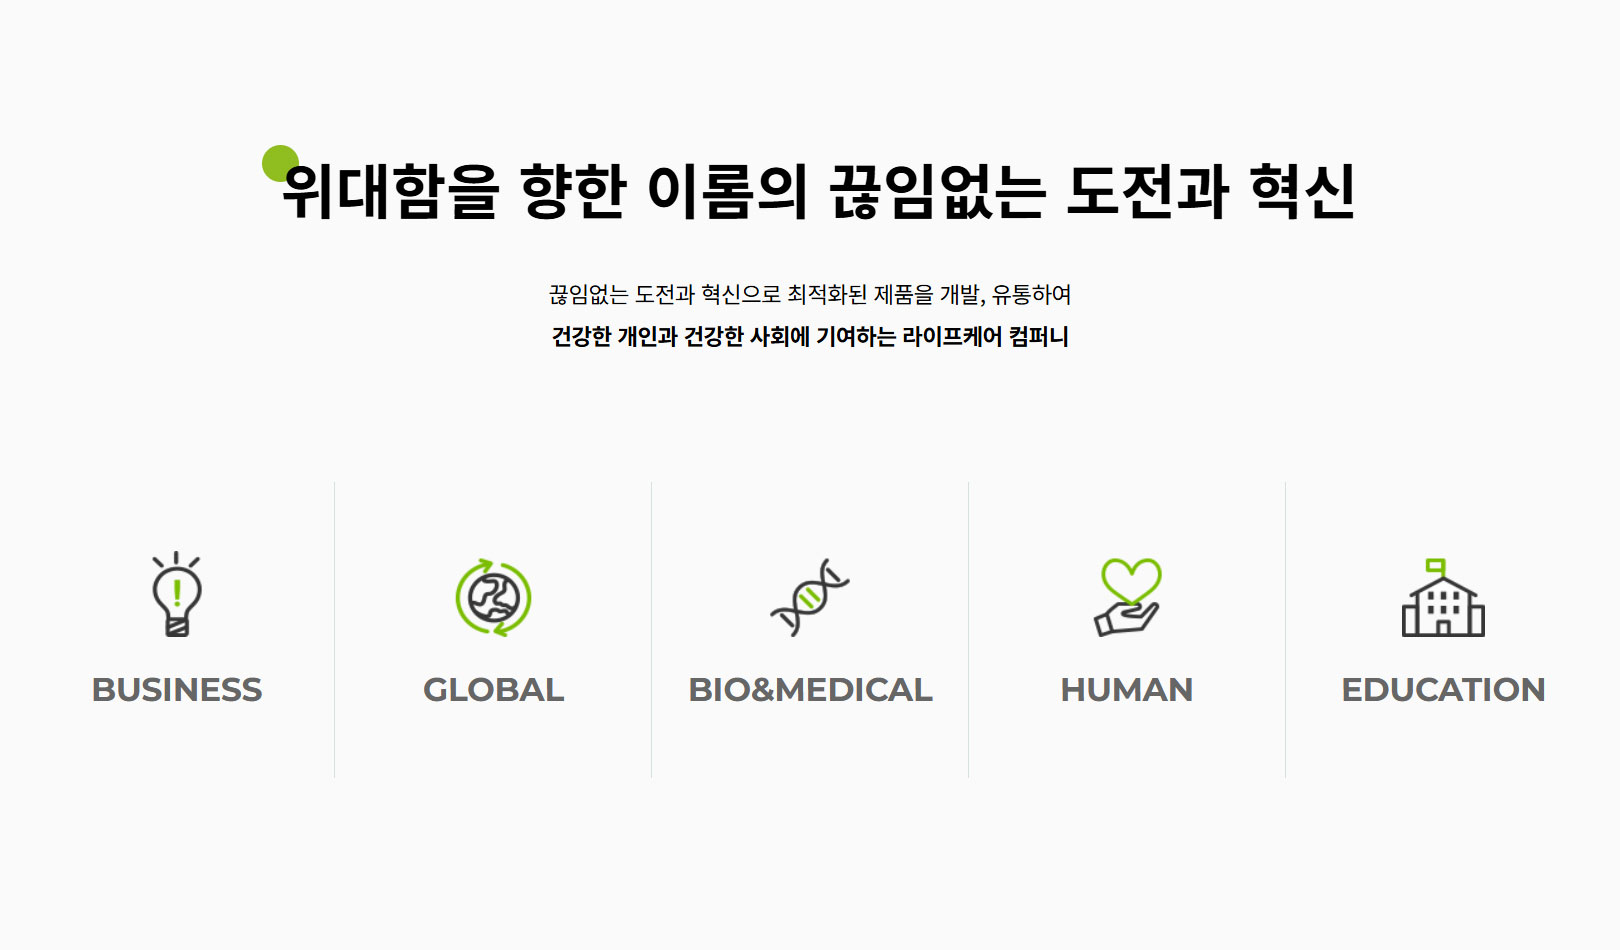 위대함을 향한 이롬의 끊임없는 도전과 혁신
끊임없는 도전과 혁신으로 최적화된 제품을 개발, 유통하여
건강한 개인과 건강한 사회에 기여하는 라이프케어 컴퍼니
BUSINESS
GLOBAL
BIO&MEDICAL
HUMAN
EDUCATION